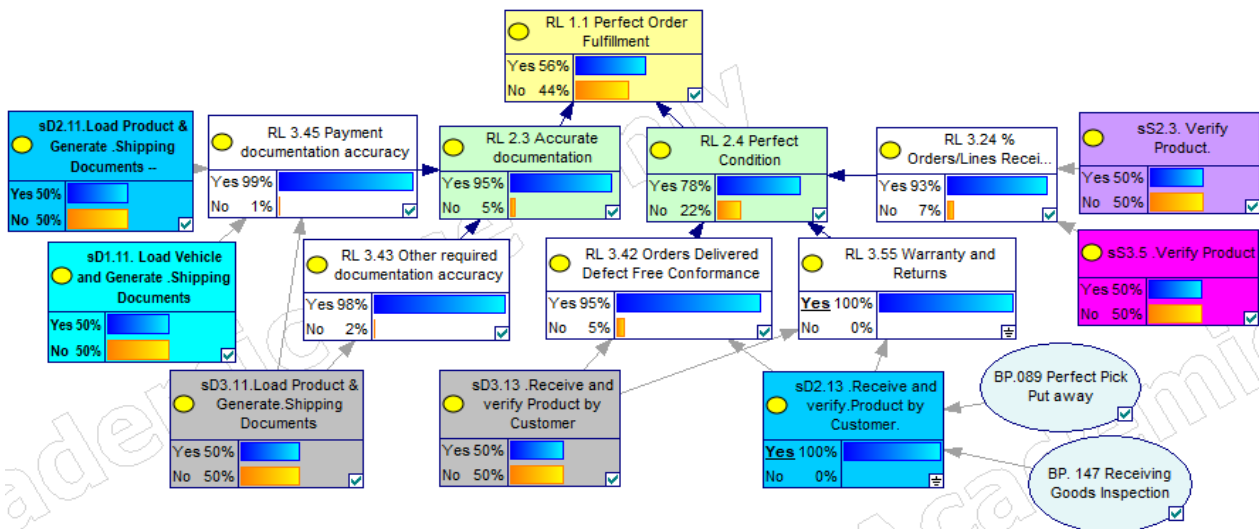 RL 1.1 Perfect Order
Fulfillment
Yes 56%
No 44%
sD2.11.Load Product &
Generate .Shipping
Documents --
Yes 50%
No 50%
RL 3.45 Payment
documentation accuracy
Yes 99%
No 1%
RL 2.3 Accurate
documentation
Yes 95%
No 5%
RL 2.4 Perfect
Condition
Yes 78%
No 22%
RL 3.24 %
Orders/Lines Recei...
Yes 93%
No 7%
sS2.3. Verify
Product.
Yes 50%
No 50%
sD1.11. Load Vehicle
and Generate .Shipping
Documents
Yes 50%
No 50%
RL 3.43 Other required
documentation accuracy
Yes 98%
No 2%
RL 3.42 Orders Delivered
Defect Free Conformance
Yes 95%
No 5%
RL 3.55 Warranty and
Returns
Yes 100%
No 0%
sS3.5 .Verify Product
Yes 50%
No 50%
sD3.11.Load Product &
Generate.Shipping
Documents
Yes 50%
No 50%
sD3.13 .Receive and
verify Product by
Customer
Yes 50%
No 50%
sD2.13 .Receive and
verify.Product by
Customer.
Yes 100%
No 0%
BP.089 Perfect Pick
Put away
BP. 147 Receiving
Goods Inspection